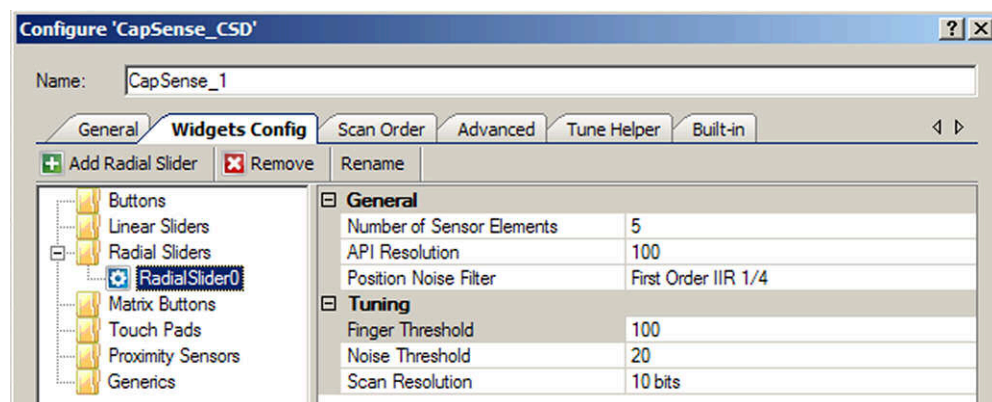 Configure 'CapSense_CSD'
Name: CapSense_1
General Widgets Config Scan Order Advanced Tune Helper Built-in
Add Radial Slider Remove Rename
Buttons
Linear Sliders
Radial Sliders
RadialSlider0
Matrix Buttons
Touch Pads
Proximity Sensors
Generics
General
Number of Sensor Elements 5
API Resolution 100
Position Noise Filter First Order IIR 1/4
Tuning
Finger Threshold 100
Noise Threshold 20
Scan Resolution 10 bits